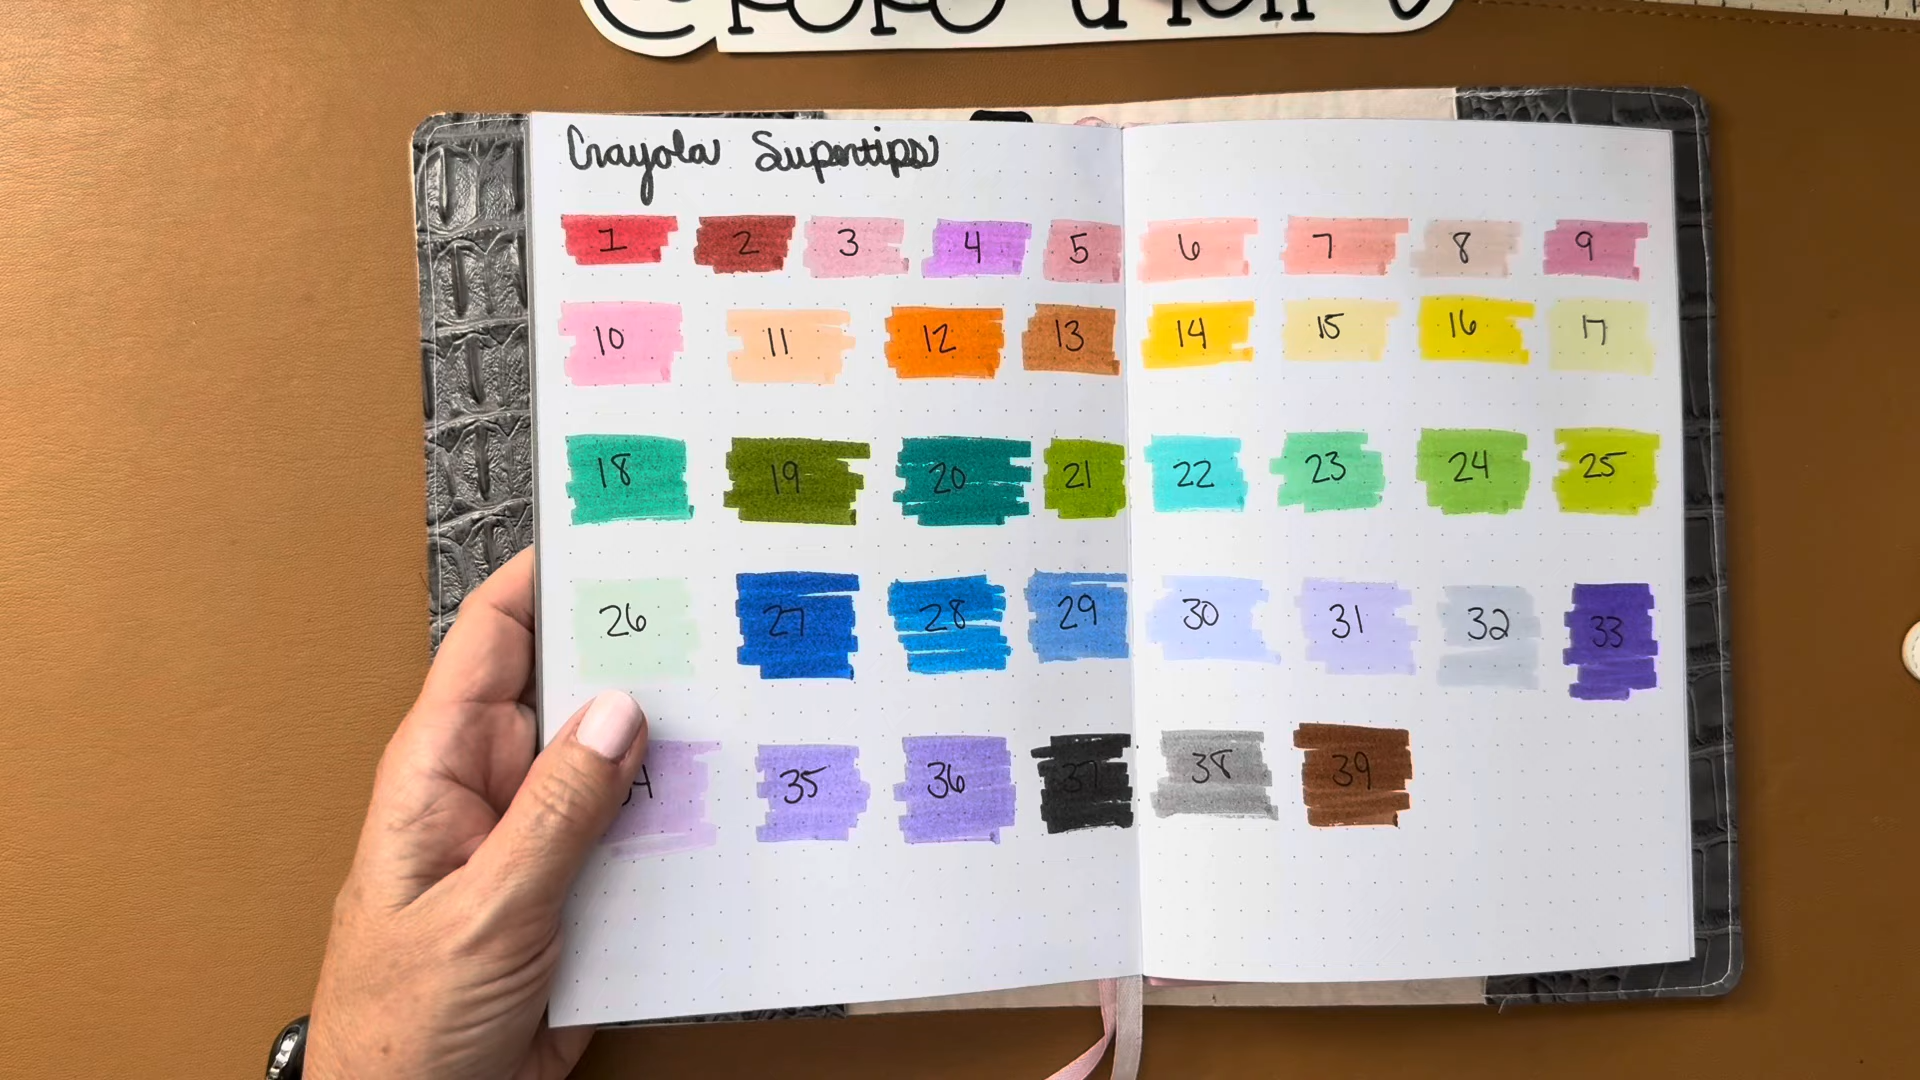 Crayola Supertips
1 2 3 4 5 6 7 8 9
10 11 12 13 14 15 16 17
18 19 20 21 22 23 24 25
26 27 28 29 30 31 32 33
35 36 37 38 39